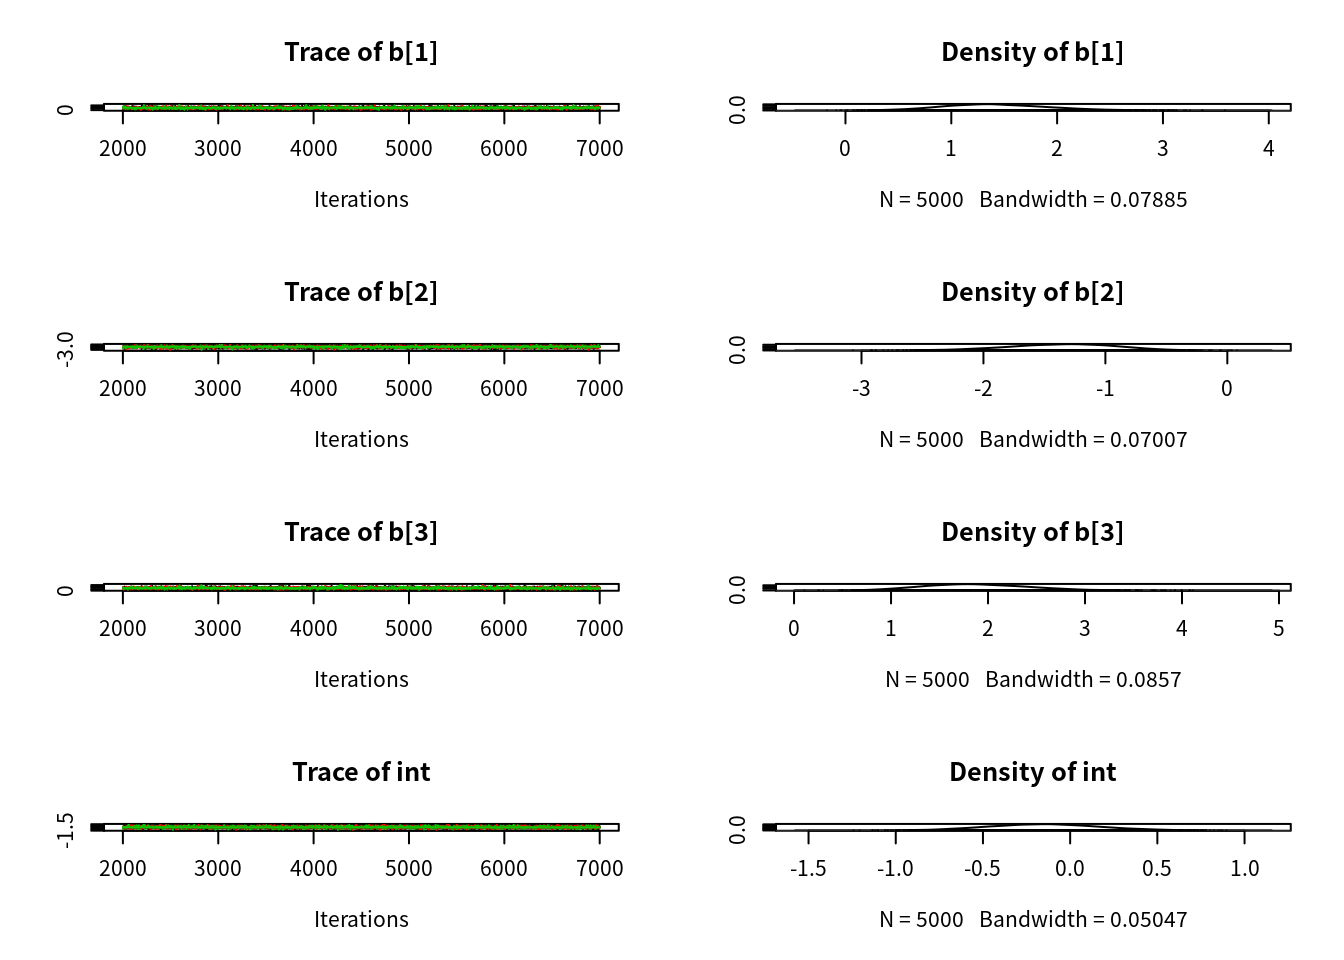 Trace of b[1]
0
2000 3000 4000 5000 6000 7000
Iterations
Density of b[1]
0.0
0 1 2 3 4
N = 5000 Bandwidth = 0.07885
Trace of b[2]
-3.0
2000 3000 4000 5000 6000 7000
Iterations
Density of b[2]
0.0
-3 -2 -1 0
N = 5000 Bandwidth = 0.07007
Trace of b[3]
0
2000 3000 4000 5000 6000 7000
Iterations
Density of b[3]
0.0
0 1 2 3 4 5
N = 5000 Bandwidth = 0.0857
Trace of int
-1.5
2000 3000 4000 5000 6000 7000
Iterations
Density of int
0.0
-1.5 -1.0 -0.5 0.0 0.5 1.0
N = 5000 Bandwidth = 0.05047